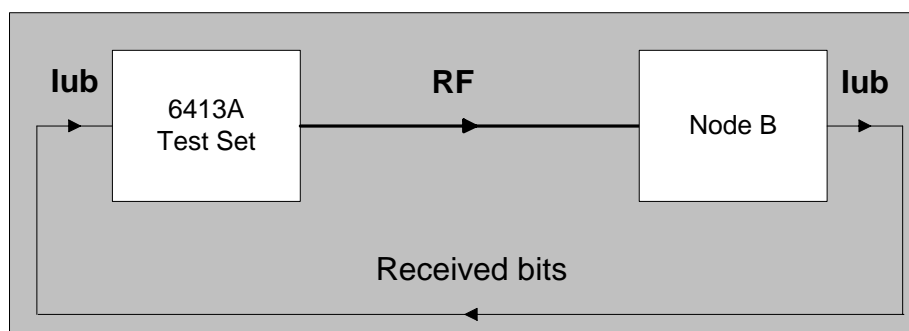 Iub
RF
Iub
6413A
Test Set
Node B
Received bits